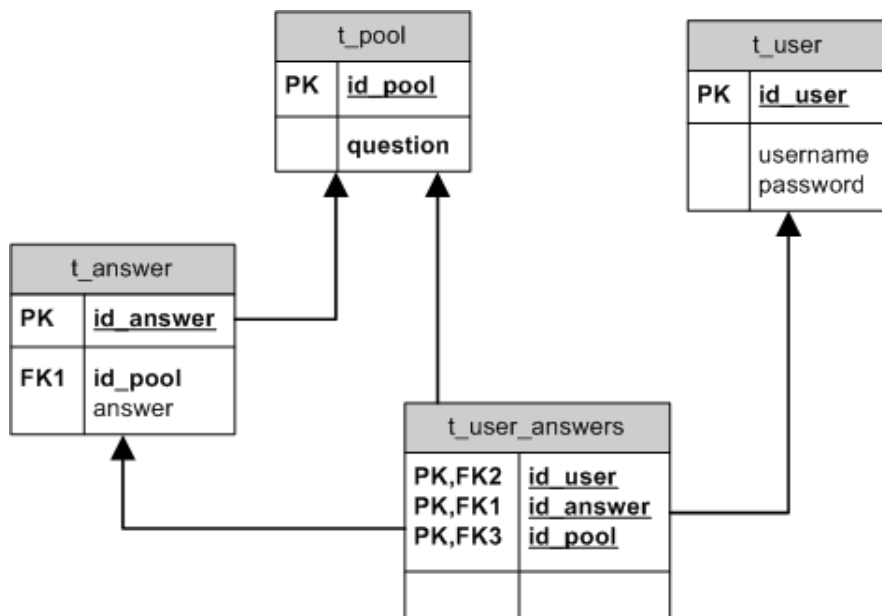 t_pool
PK id_pool
question
t_user
PK id_user
username
password
t_answer
PK id_answer
FK1 id_pool
answer
t_user_answers
PK,FK2 id_user
PK,FK1 id_answer
PK,FK3 id_pool